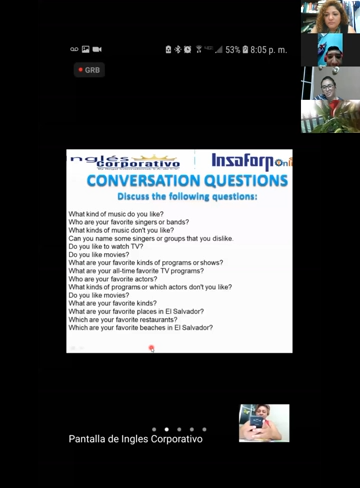 53% 8:05 p. m.
GRB
Inglés
Corporativo
Insaforp
CONVERSATION QUESTIONS
Discuss the following questions:
What kind of music do you like?
Who are your favorite singers or bands?
What kinds of music don't you like?
Can you name some singers or groups that you dislike.
Do you like to watch TV?
Do you like movies?
What are your favorite kinds of programs or shows?
What are your all-time favorite TV programs?
Who are your favorite actors?
What kinds of programs or which actors don't you like?
Do you like movies?
What are your favorite kinds?
What are your favorite places in El Salvador?
Which are your favorite restaurants?
Which are your favorite beaches in El Salvador?
Pantalla de Ingles Corporativo